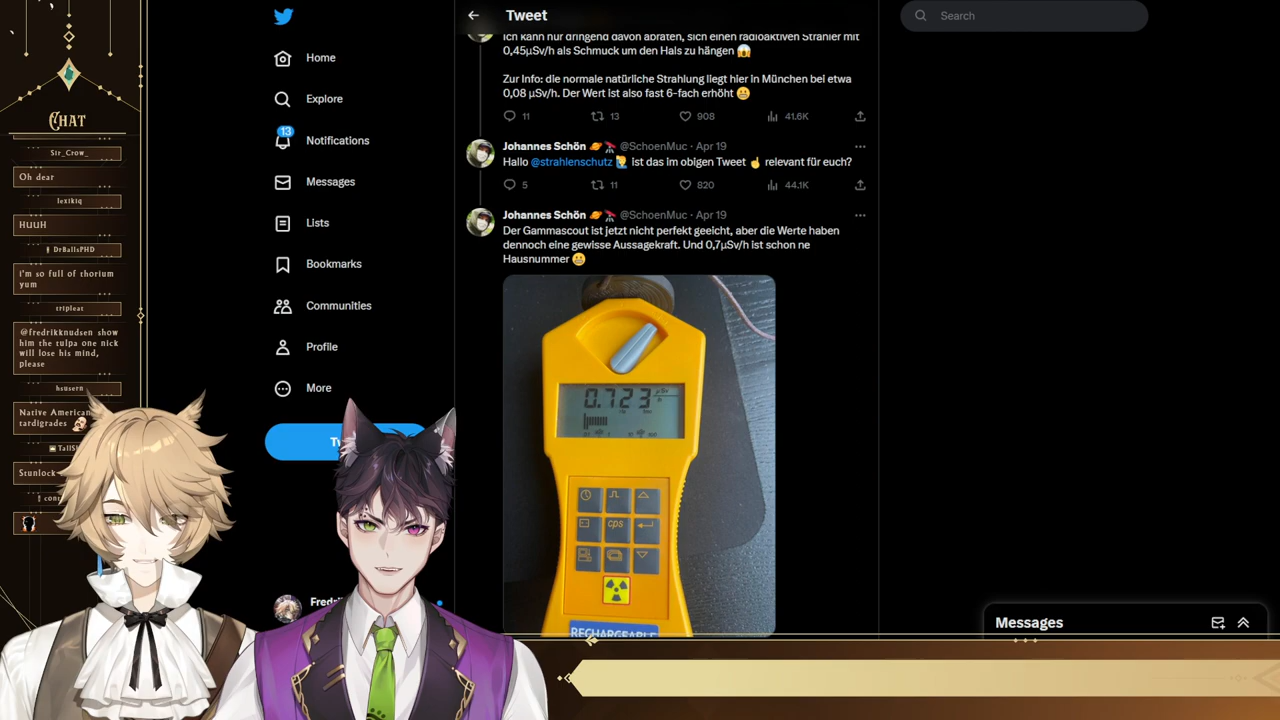 CHAT
Sir_Crow_
Oh dear
lexikiq
HUUH
DrBallsPHD
i'm so full of thorium
yum
tripleat
@fredrikknudsen show
him the tulpa one nick
will lose his mind,
please
hsusern
Native American
tardigrades
Stunlock
Home
Explore
13
Notifications
Messages
Lists
Bookmarks
Communities
Profile
More
Tweet
Ich kann nur dringend davon abraten, sich einen radioaktiven Strahler mit
0,45µSv/h als Schmuck um den Hals zu hängen 😱
Zur Info: die normale natürliche Strahlung liegt hier in München bei etwa
0,08 µSv/h. Der Wert ist also fast 6-fach erhöht 😬
11 13 908 41.6K
Johannes Schön 🪐🔭 @SchoenMuc · Apr 19
Hallo @strahlenschutz 🙋‍♂️ ist das im obigen Tweet ☝️ relevant für euch?
5 11 820 44.1K
Johannes Schön 🪐🔭 @SchoenMuc · Apr 19
Der Gammascout ist jetzt nicht perfekt geeicht, aber die Werte haben
dennoch eine gewisse Aussagekraft. Und 0,7µSv/h ist schon ne
Hausnummer 😬
0.723
cps
RECHARGEABLE
Search
Messages